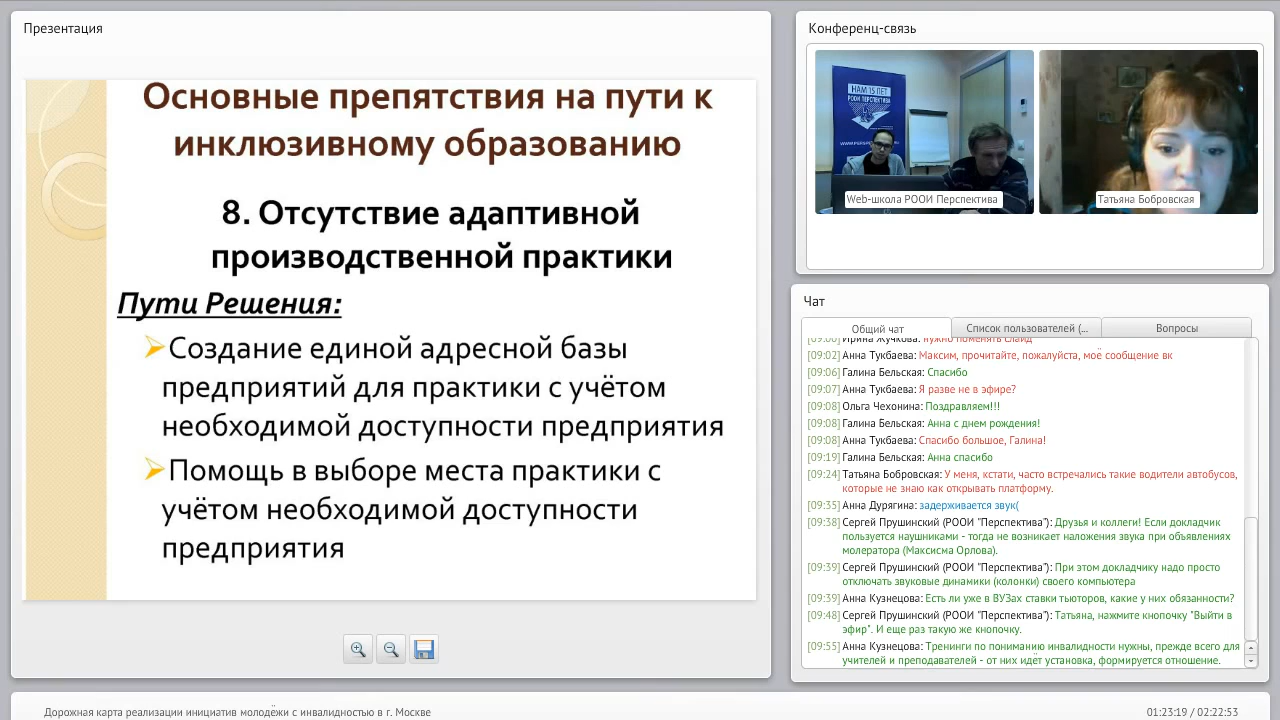 Презентация
Основные препятствия на пути к
инклюзивному образованию
8. Отсутствие адаптивной
производственной практики
Пути Решения:
Создание единой адресной базы
предприятий для практики с учётом
необходимой доступности предприятия
Помощь в выборе места практики с
учётом необходимой доступности
предприятия
Конференц-связь
НАМ 15 ЛЕТ
РООИ ПЕРСПЕКТИВА
Web-школа РООИ Перспектива
Татьяна Бобровская
Чат
Общий чат
Список пользователей (...
Вопросы
Ирина Жучкова: нужно поменять слайд
[09:02] Анна Тукбаева: Максим, прочитайте, пожалуйста, моё сообщение вк
[09:06] Галина Бельская: Спасибо
[09:07] Анна Тукбаева: Я разве не в эфире?
[09:08] Ольга Чехонина: Поздравляем!!!
[09:08] Галина Бельская: Анна с днем рождения!
[09:08] Анна Тукбаева: Спасибо большое, Галина!
[09:19] Галина Бельская: Анна спасибо
[09:24] Татьяна Бобровская: У меня, кстати, часто встречались такие водители автобусов,
которые не знаю как открывать платформу.
[09:35] Анна Дурягина: задерживается звук(
[09:38] Сергей Прушинский (РООИ "Перспектива"): Друзья и коллеги! Если докладчик
пользуется наушниками - тогда не возникает наложения звука при объявлениях
молератора (Максисма Орлова).
[09:39] Сергей Прушинский (РООИ "Перспектива"): При этом докладчику надо просто
отключать звуковые динамики (колонки) своего компьютера
[09:39] Анна Кузнецова: Есть ли уже в ВУЗах ставки тьюторов, какие у них обязанности?
[09:48] Сергей Прушинский (РООИ "Перспектива"): Татьяна, нажмите кнопочку "Выйти в
эфир". И еще раз такую же кнопочку.
[09:55] Анна Кузнецова: Тренинги по пониманию инвалидности нужны, прежде всего для
учителей и преподавателей - от них идёт установка, формируется отношение.
Дорожная карта реализации инициатив молодёжи с инвалидностью в г. Москве
01:23:19 / 02:22:53